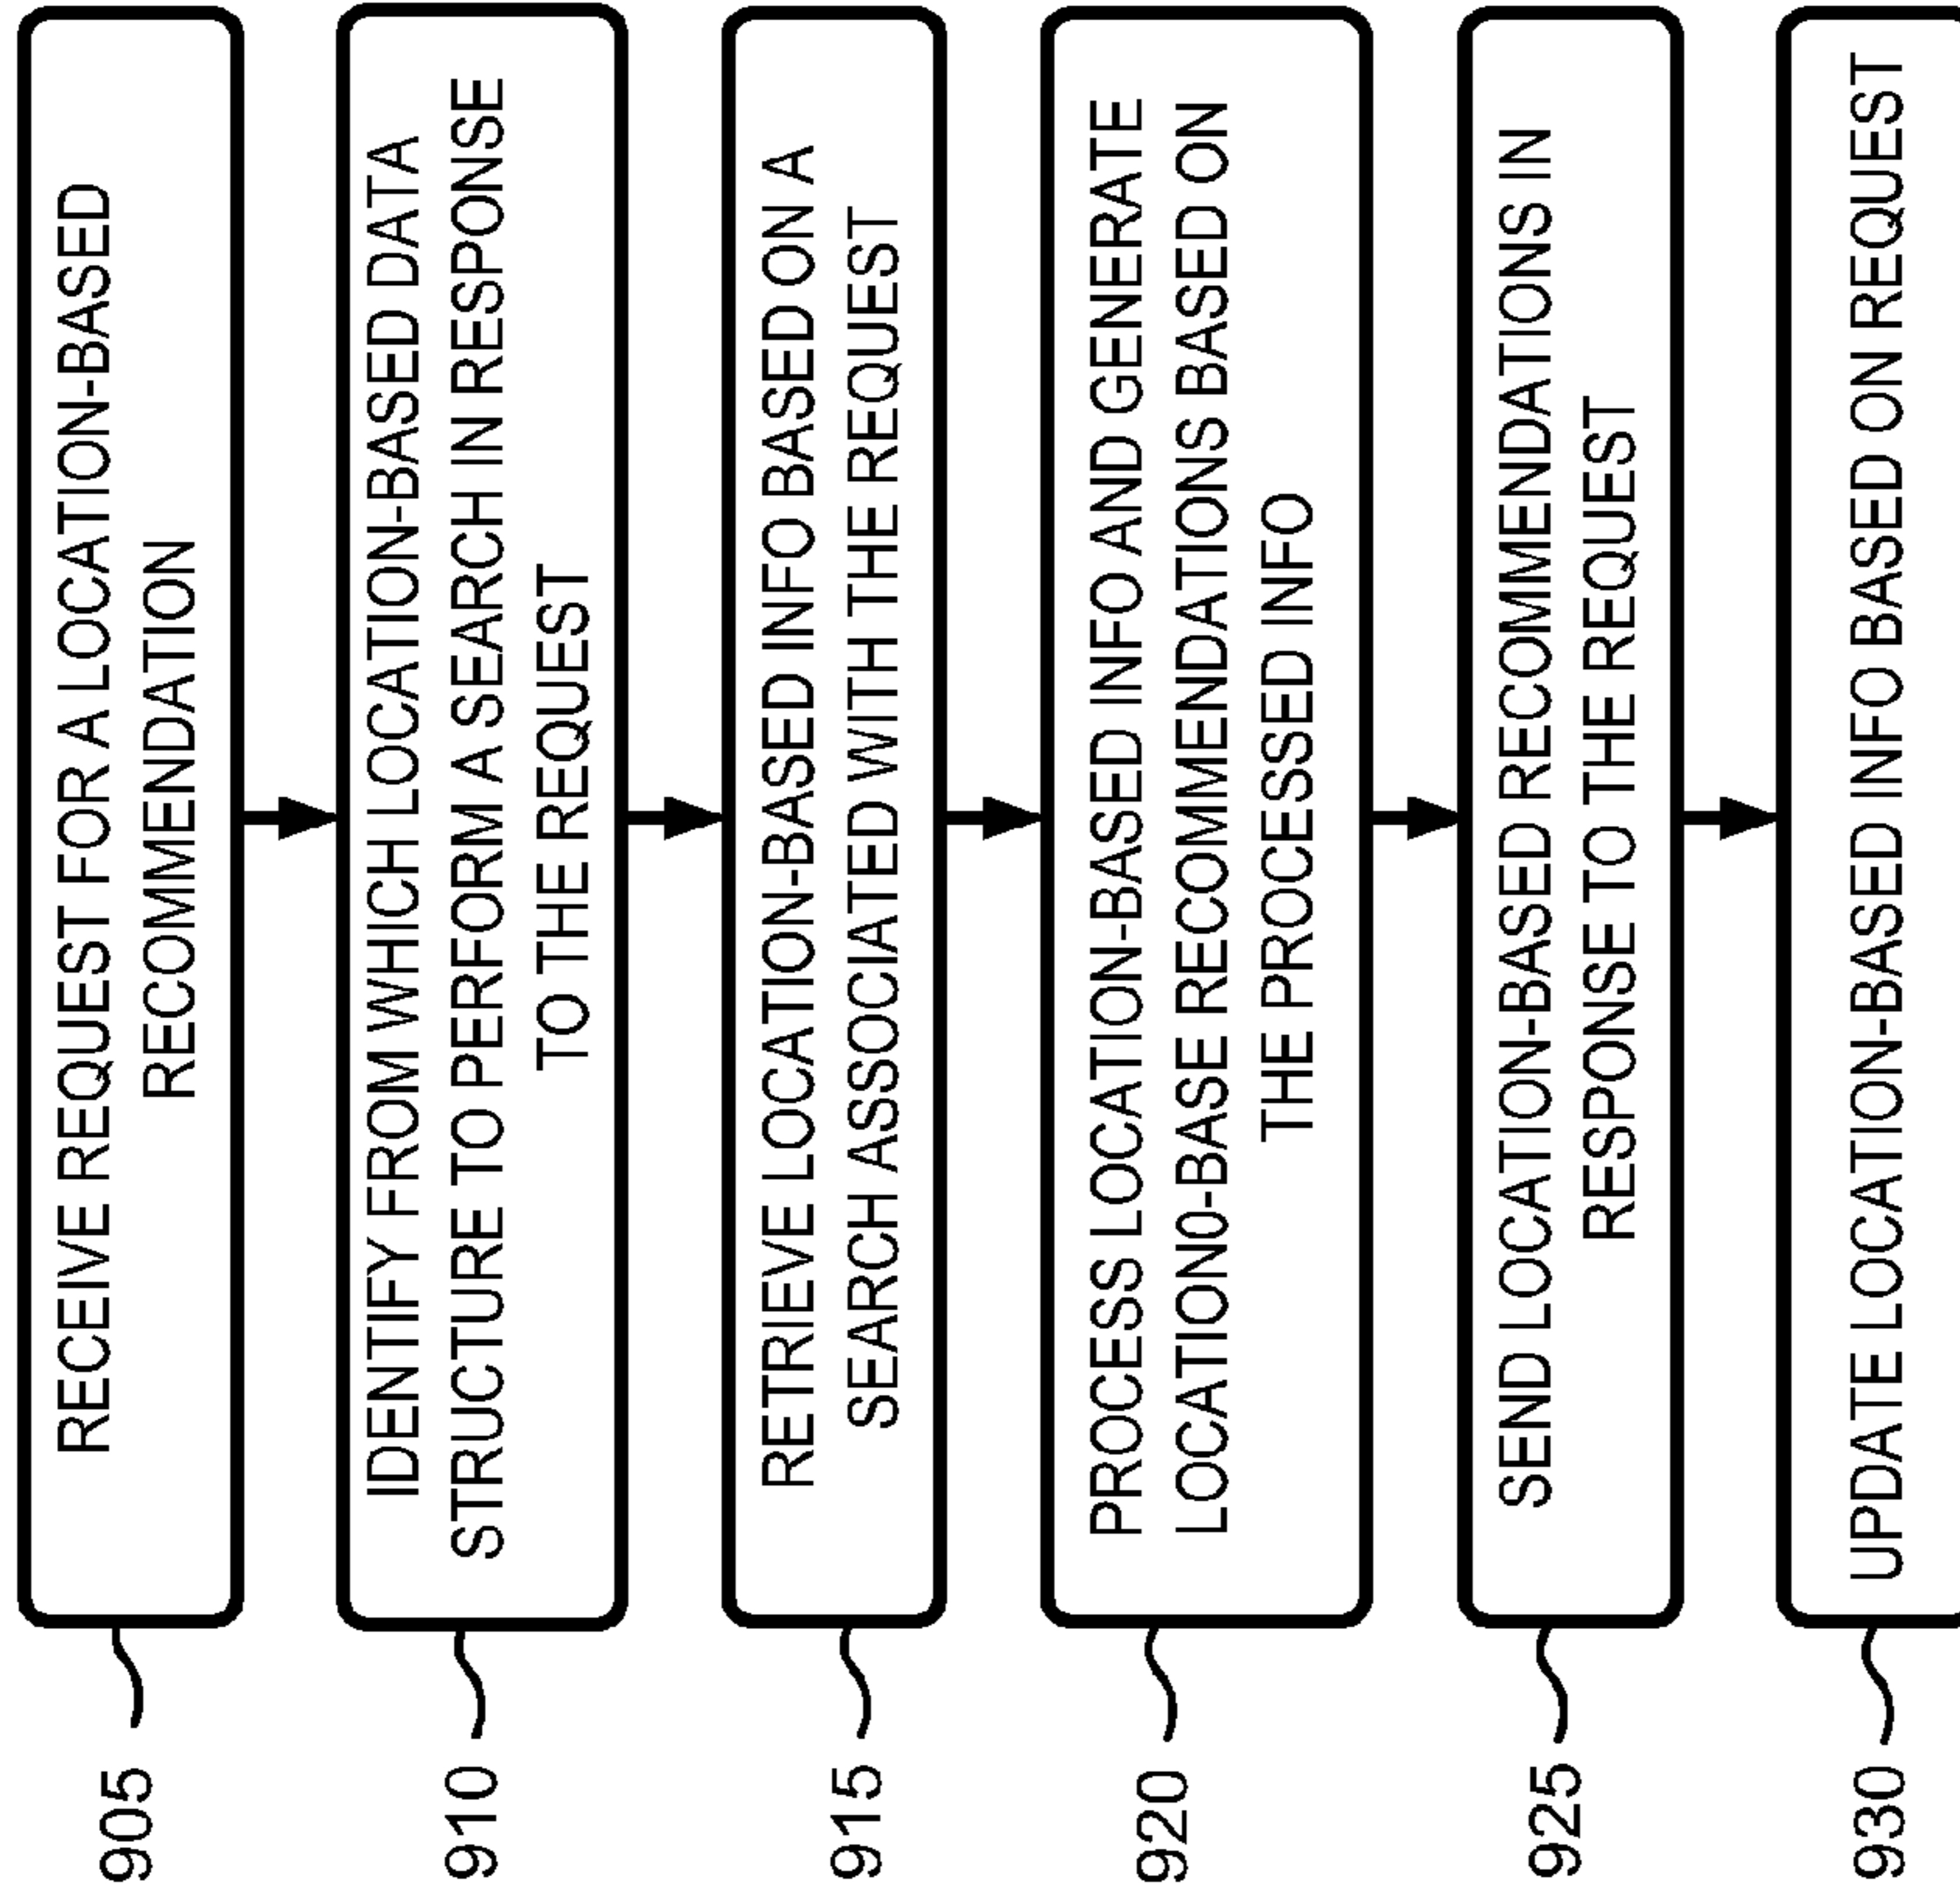 905
RECEIVE REQUEST FOR A LOCATION-BASED
RECOMMENDATION
910
IDENTIFY FROM WHICH LOCATION-BASED DATA
STRUCTURE TO PERFORM A SEARCH IN RESPONSE
TO THE REQUEST
915
RETRIEVE LOCATION-BASED INFO BASED ON A
SEARCH ASSOCIATED WITH THE REQUEST
920
PROCESS LOCATION-BASED INFO AND GENERATE
LOCATION0-BASE RECOMMENDATIONS BASED ON
THE PROCESSED INFO
925
SEND LOCATION-BASED RECOMMENDATIONS IN
RESPONSE TO THE REQUEST
930
UPDATE LOCATION-BASED INFO BASED ON REQUEST